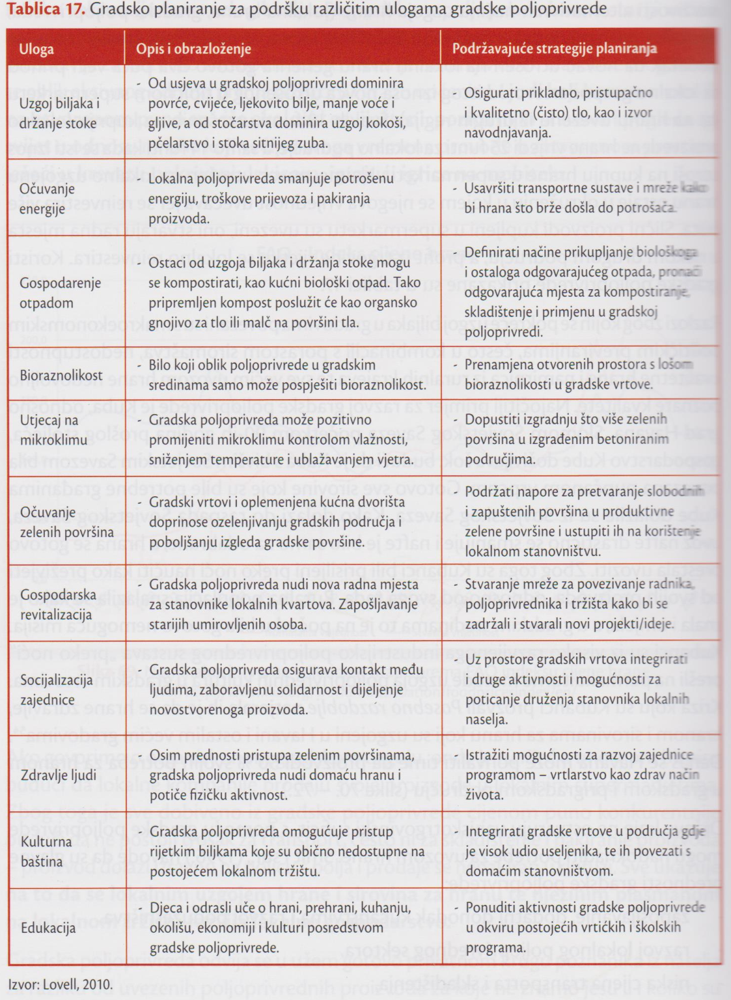 Tablica 17. Gradsko planiranje za podršku različitim ulogama gradske poljoprivrede
Uloga
Opis i obrazloženje
Podržavajuće strategije planiranja
Uzgoj biljaka i
držanje stoke
- Od usjeva u gradskoj poljoprivredi dominira
povrće, cvijeće, ljekovito bilje, manje voće i
gljive, a od stočarstva dominira uzgoj kokoši,
pčelarstvo i stoka sitnijeg zuba.
- Osigurati prikladno, pristupačno
i kvalitetno (čisto) tlo, kao i izvor
navodnjavanja.
Očuvanje
energije
- Lokalna poljoprivreda smanjuje potrošenu
energiju, troškove prijevoza i pakiranja
proizvoda.
- Usavršiti transportne sustave i mreže kako
bi hrana što brže došla do potrošača.
Gospodarenje
otpadom
- Ostaci od uzgoja biljaka i držanja stoke mogu
se kompostirati, kao kućni biološki otpad. Tako
pripremljen kompost poslužit će kao organsko
gnojivo za tlo ili malč na površini tla.
- Definirati načine prikupljanje biološkoga
i ostaloga odgovarajućeg otpada, pronaći
odgovarajuća mjesta za kompostiranje,
skladištenje i primjenu u gradskoj
poljoprivredi.
Bioraznolikost
- Bilo koji oblik poljoprivrede u gradskim
sredinama samo može pospješiti bioraznolikost.
- Prenamjena otvorenih prostora s lošom
bioraznolikosti u gradske vrtove.
Utjecaj na
mikroklimu
- Gradska poljoprivreda može pozitivno
promijeniti mikroklimu kontrolom vlažnosti,
sniženjem temperature i ublažavanjem vjetra.
- Dopustiti izgradnju što više zelenih
površina u izgrađenim betoniranim
područjima.
Očuvanje
zelenih površina
- Gradski vrtovi i oplemenjena kućna dvorišta
doprinose ozelenjivanju gradskih područja i
poboljšanju izgleda gradske površine.
- Podržati napore za pretvaranje slobodnih
i zapuštenih površina u produktivne
zelene površine i ustupiti ih na korištenje
lokalnom stanovništvu.
Gospodarska
revitalizacija
- Gradska poljoprivreda nudi nova radna mjesta
za stanovnike lokalnih kvartova. Zapošljavanje
starijih umirovljenih osoba.
- Stvaranje mreže za povezivanje radnika,
poljoprivrednika i tržišta kako bi se
zadržali i stvarali novi projekti/ideje.
Socijalizacija
zajednice
- Gradska poljoprivreda osigurava kontakt među
ljudima, zaboravljenu solidarnost i dijeljenje
novostvorenoga proizvoda.
- Uz prostore gradskih vrtova integrirati
i druge aktivnosti i mogućnosti za
poticanje druženja stanovnika lokalnih
naselja.
Zdravlje ljudi
- Osim prednosti pristupa zelenim površinama,
gradska poljoprivreda nudi domaću hranu i
potiče fizičku aktivnost.
- Istražiti mogućnosti za razvoj zajednice
programom – vrtlarstvo kao zdrav način
života.
Kulturna
baština
- Gradska poljoprivreda omogućuje pristup
rijetkim biljkama koje su obično nedostupne na
postojećem lokalnom tržištu.
- Integrirati gradske vrtove u područja gdje
je visok udio useljenika, te ih povezati s
domaćim stanovništvom.
Edukacija
- Djeca i odrasli uče o hrani, prehrani, kuhanju,
okolišu, ekonomiji i kulturi posredstvom
gradske poljoprivrede.
- Ponuditi aktivnosti gradske poljoprivrede
u okviru postojećih vrtićkih i školskih
programa.
Izvor: Lovell, 2010.